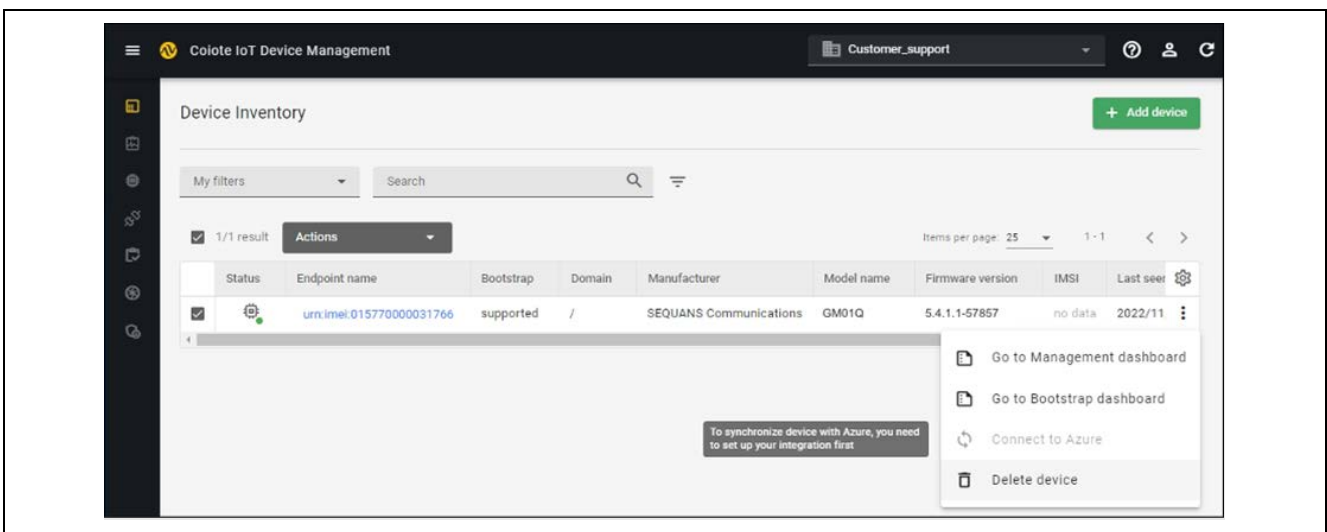 Coiote IoT Device Management
Customer_support
Device Inventory
+ Add device
My filters
Search
1/1 result
Actions
Items per page: 25
1 - 1
Status Endpoint name Bootstrap Domain Manufacturer Model name Firmware version IMSI Last seen
urn:imei:015770000031766 supported / SEQUANS Communications GM01Q 5.4.1.1-57857 no data 2022/11
Go to Management dashboard
Go to Bootstrap dashboard
To synchronize device with Azure, you need
to set up your integration first
Connect to Azure
Delete device